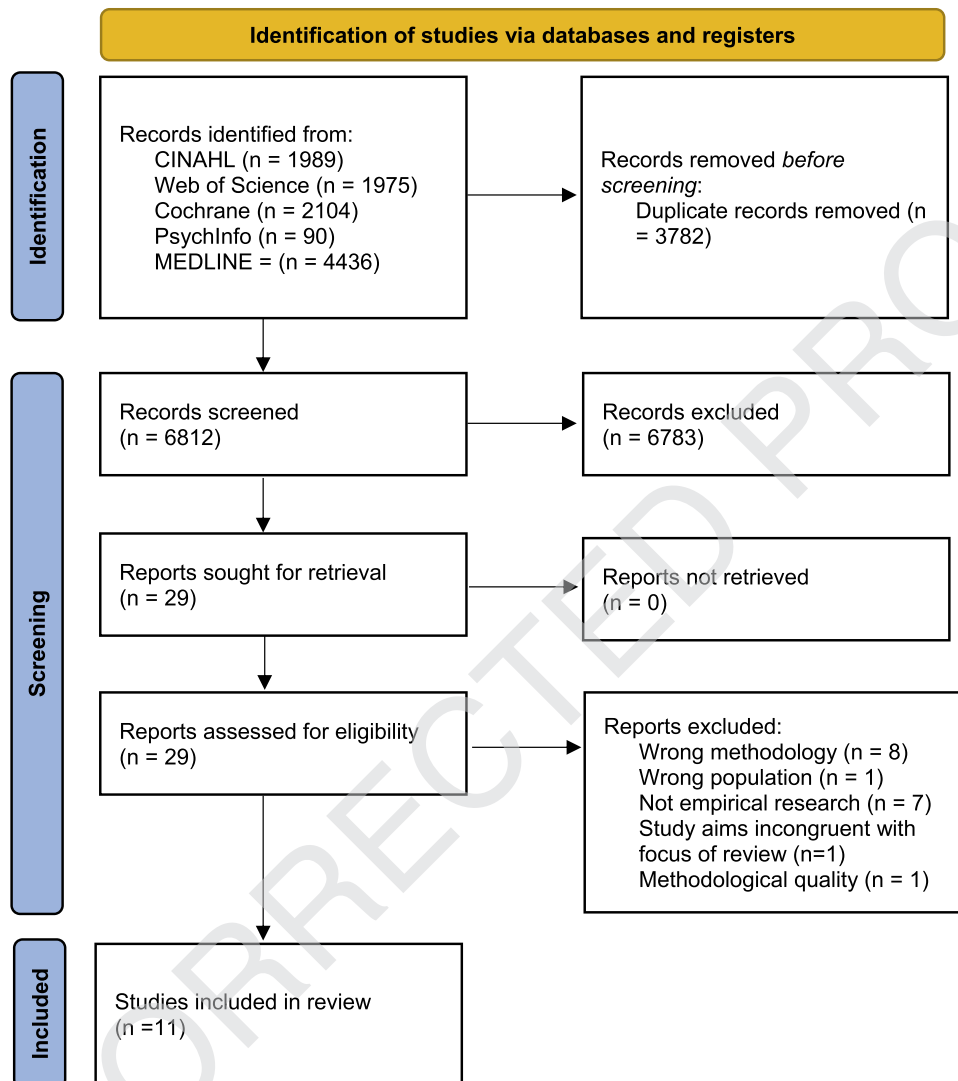 Identification of studies via databases and registers
Identification
Records identified from:
CINAHL (n = 1989)
Web of Science (n = 1975)
Cochrane (n = 2104)
PsychInfo (n = 90)
MEDLINE = (n = 4436)
Records removed before
screening:
Duplicate records removed (n
= 3782)
Screening
Records screened
(n = 6812)
Records excluded
(n = 6783)
Reports sought for retrieval
(n = 29)
Reports not retrieved
(n = 0)
Reports assessed for eligibility
(n = 29)
Reports excluded:
Wrong methodology (n = 8)
Wrong population (n = 1)
Not empirical research (n = 7)
Study aims incongruent with
focus of review (n=1)
Methodological quality (n = 1)
Included
Studies included in review
(n =11)
ORRECTED PRO